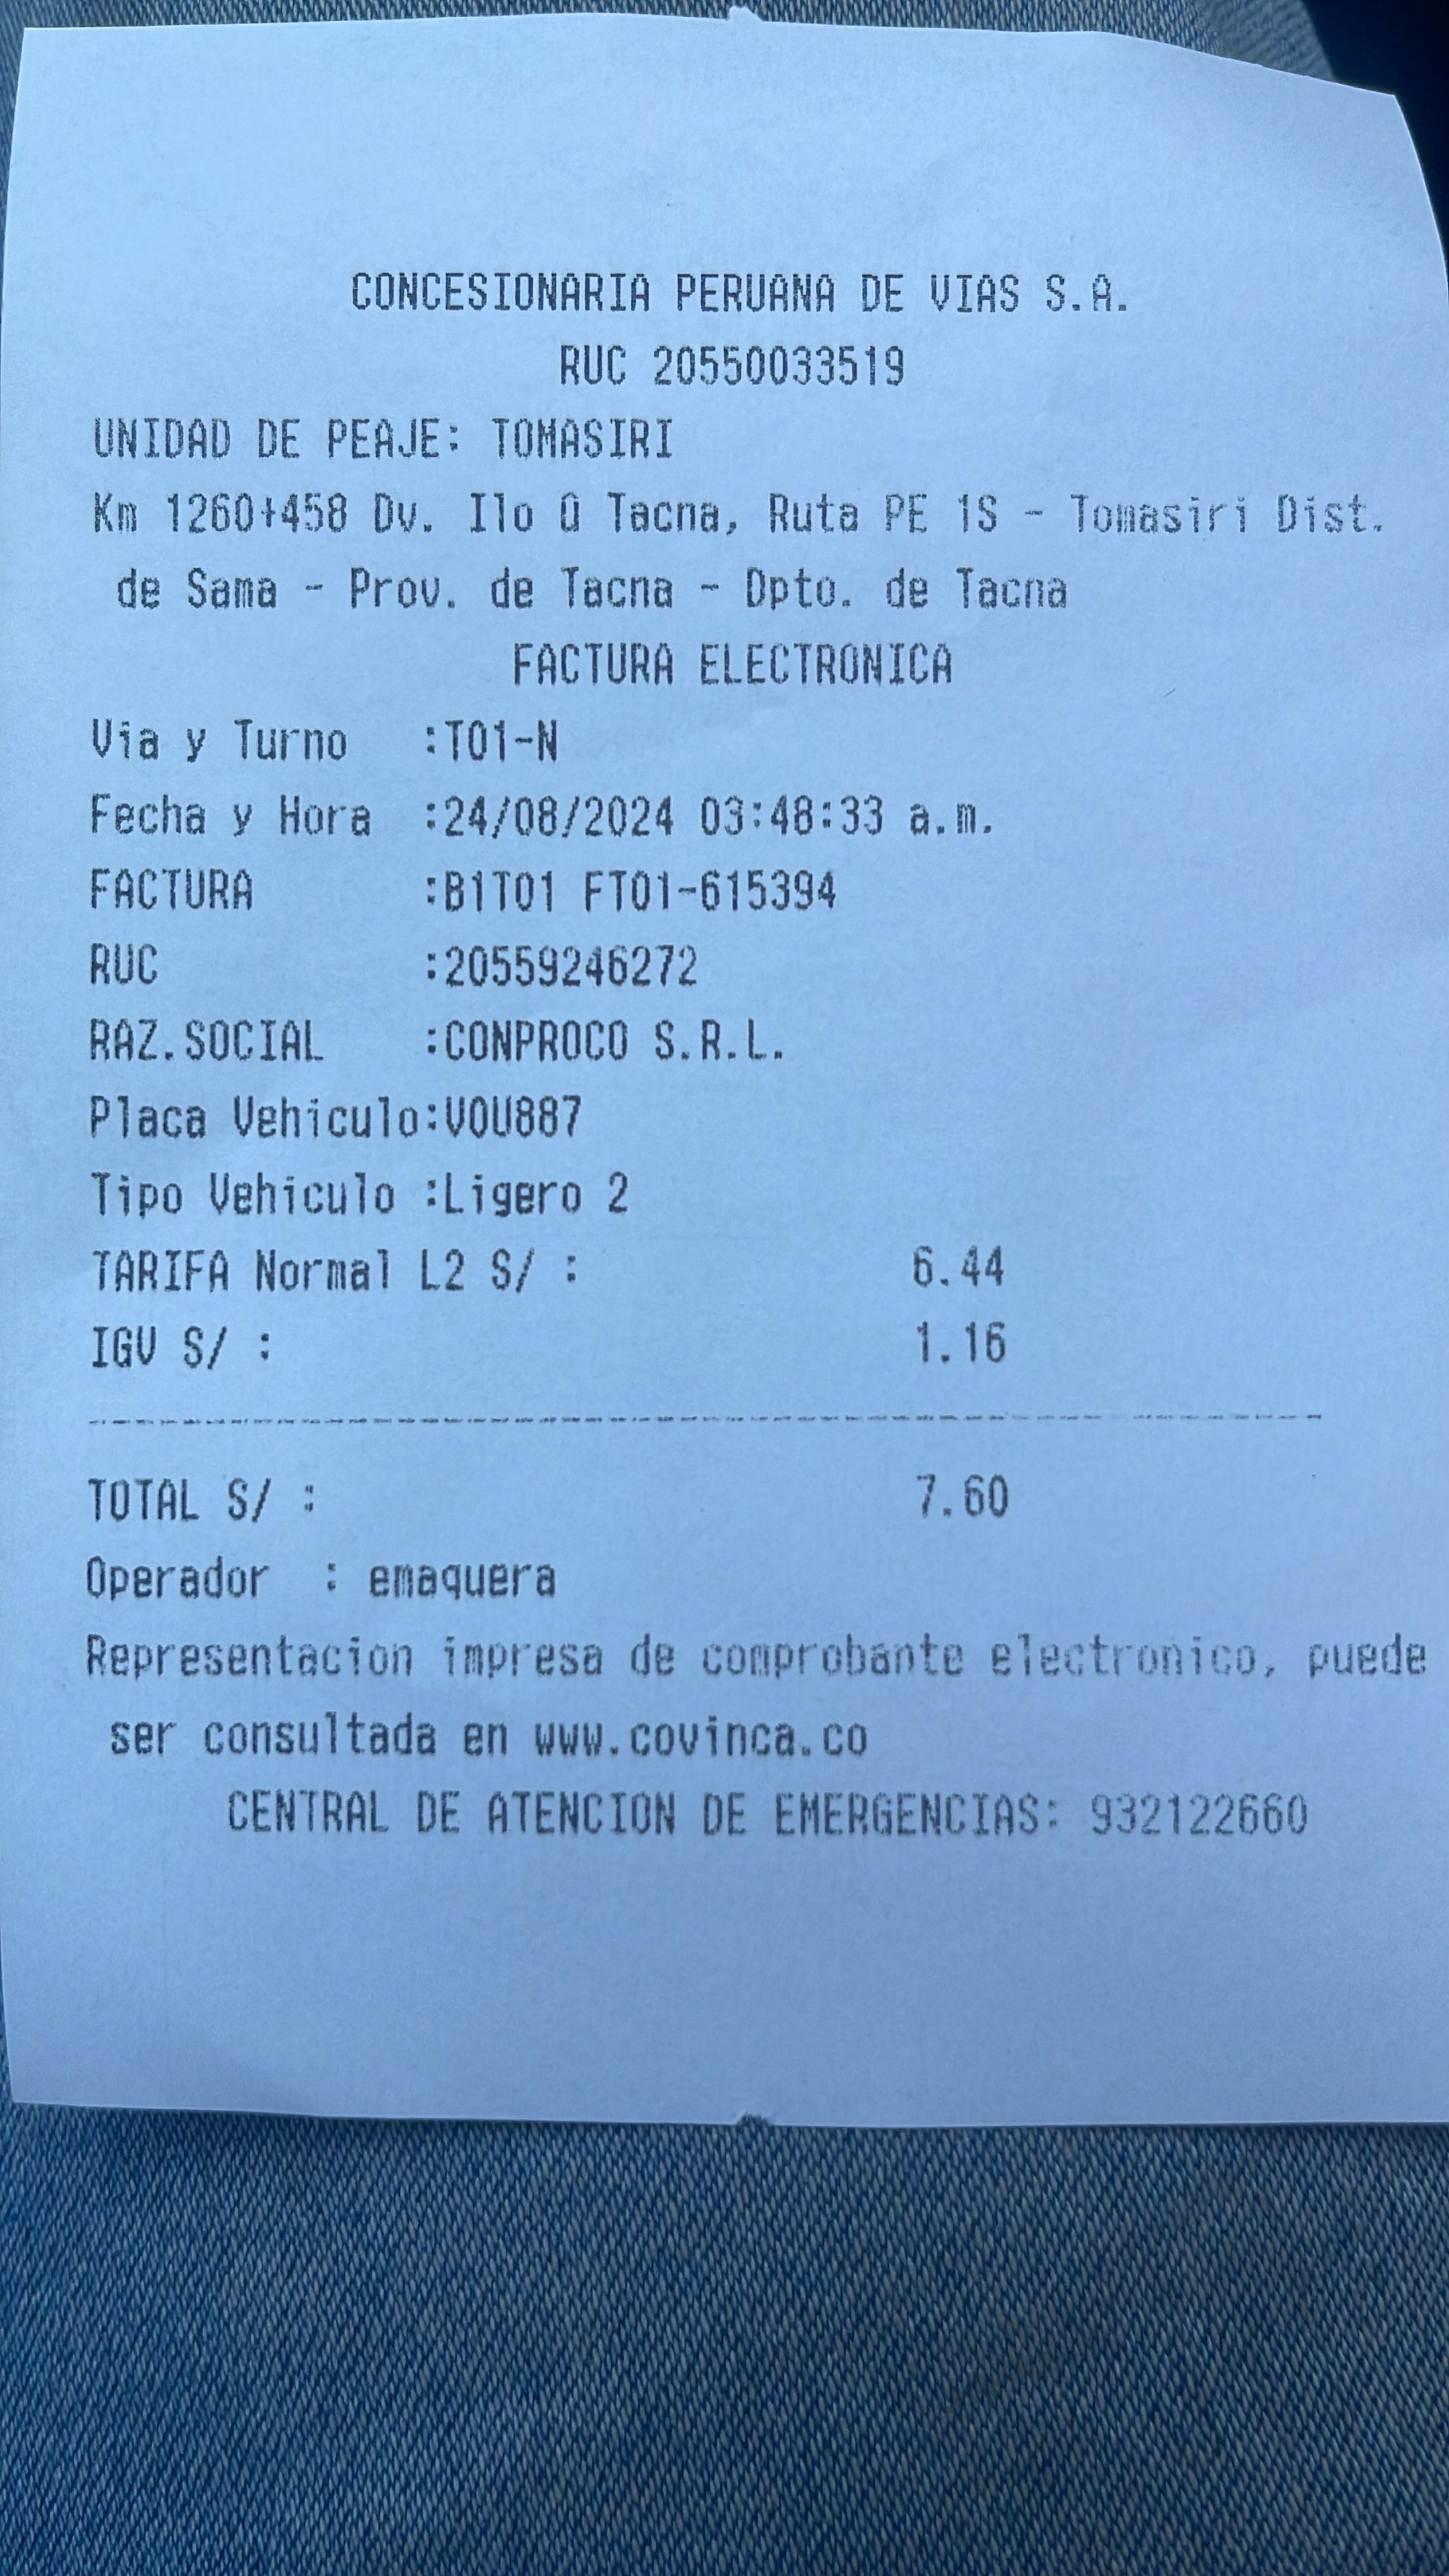 CONCESIONARIA PERUANA DE VIAS S.A.
RUC 20550033519
UNIDAD DE PEAJE: TOMASIRI
Km 1260+458 Dv. Ilo û Tacna, Ruta PE 1S - Tomasiri Dist.
de Sama - Prov. de Tacna - Dpto. de Tacna
FACTURA ELECTRONICA
Via y Turno :T01-N
Fecha y Hora :24/08/2024 03:48:33 a.m.
FACTURA :B1T01 FT01-615394
RUC :20559246272
RAZ.SOCIAL :CONPROCO S.R.L.
Placa Vehiculo:VOU887
Tipo Vehiculo :Ligero 2
TARIFA Normal L2 S/ : 6.44
IGV S/ : 1.16
TOTAL S/ : 7.60
Operador : emaquera
Representacion impresa de comprobante electronico, puede
ser consultada en www.covinca.co
CENTRAL DE ATENCION DE EMERGENCIAS: 932122660